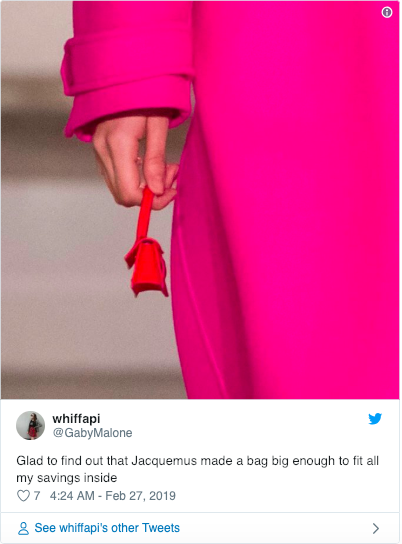 whiffapi
@GabyMalone
Glad to find out that Jacquemus made a bag big enough to fit all
my savings inside
7 4:24 AM - Feb 27, 2019
See whiffapi's other Tweets